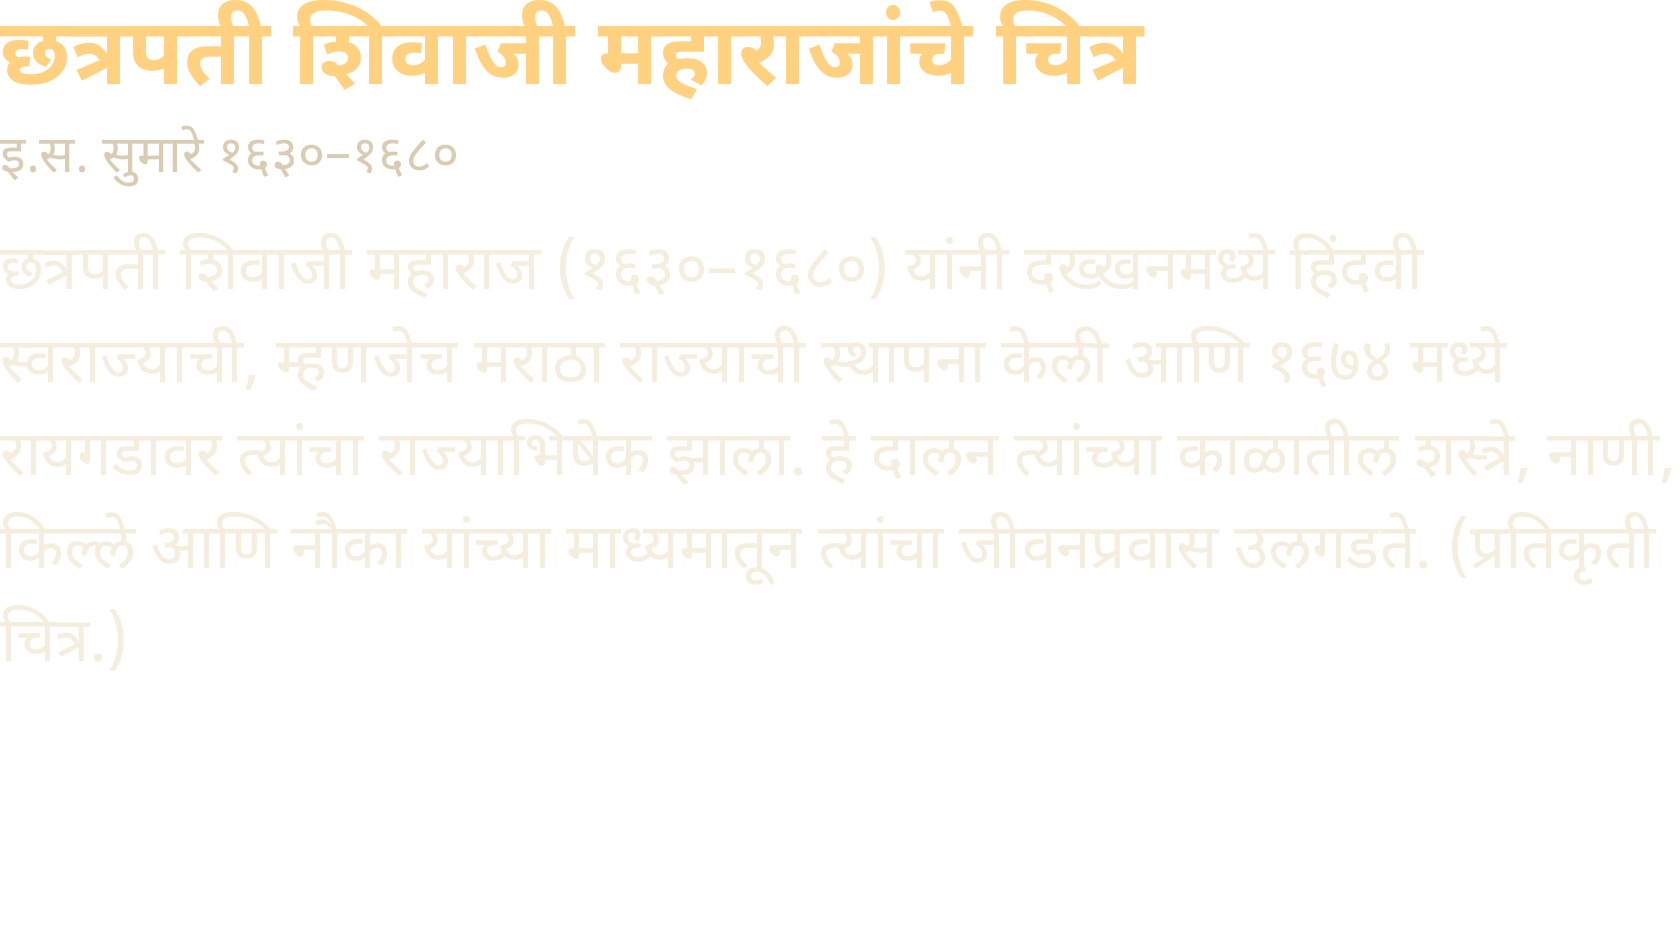 छत्रपती शिवाजी महाराजांचे चित्र
इ.स. सुमारे १६३०–१६८०
छत्रपती शिवाजी महाराज (१६३०–१६८०) यांनी दख्खनमध्ये हिंदवी
स्वराज्याची, म्हणजेच मराठा राज्याची स्थापना केली आणि १६७४ मध्ये
रायगडावर त्यांचा राज्याभिषेक झाला. हे दालन त्यांच्या काळातील शस्त्रे, नाणी,
किल्ले आणि नौका यांच्या माध्यमातून त्यांचा जीवनप्रवास उलगडते. (प्रतिकृती
चित्र.)